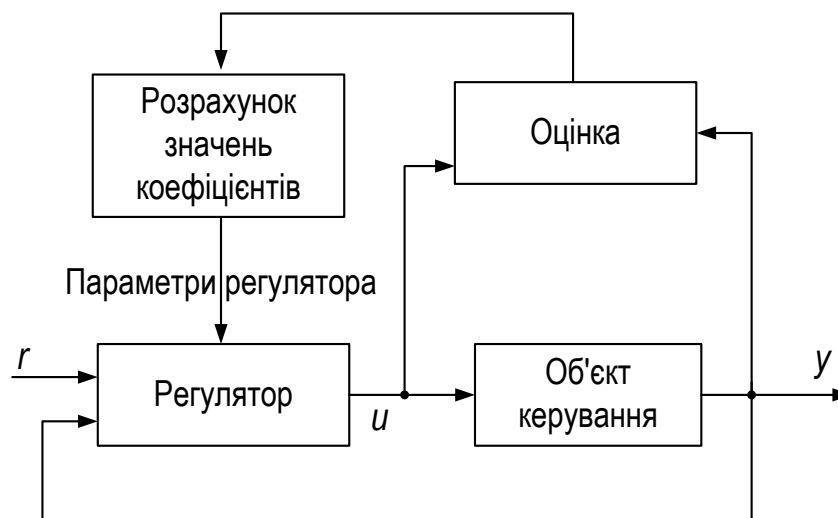 Розрахунок
значень
коефіцієнтів
Оцінка
Параметри регулятора
r
Регулятор
u
Об'єкт
керування
y